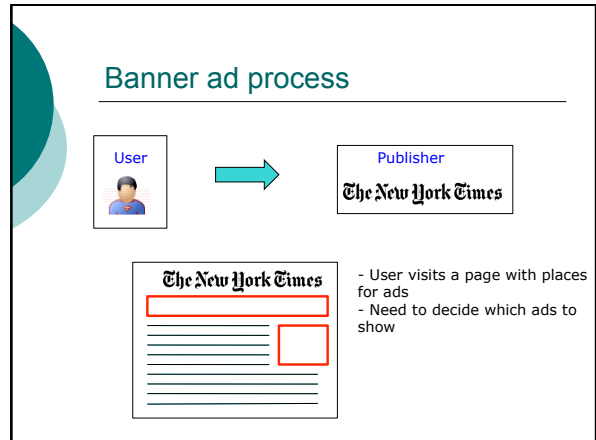 Banner ad process
User
Publisher
The New York Times
The New York Times
- User visits a page with places
for ads
- Need to decide which ads to
show